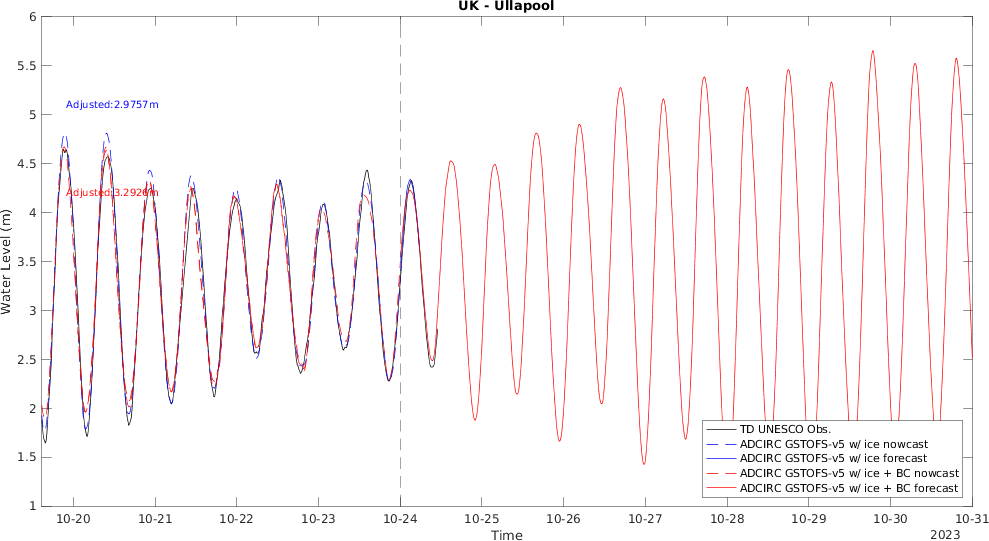 UK - Ullapool
6
5.5
5
4.5
4
3.5
3
2.5
2
1.5
1
Water Level (m)
Adjusted:2.9757m
Adjusted:3.2926m
TD UNESCO Obs.
ADCIRC GSTOFS-v5 w/ ice nowcast
ADCIRC GSTOFS-v5 w/ ice forecast
ADCIRC GSTOFS-v5 w/ ice + BC nowcast
ADCIRC GSTOFS-v5 w/ ice + BC forecast
10-20 10-21 10-22 10-23 10-24 10-25 10-26 10-27 10-28 10-29 10-30 10-31
Time
2023